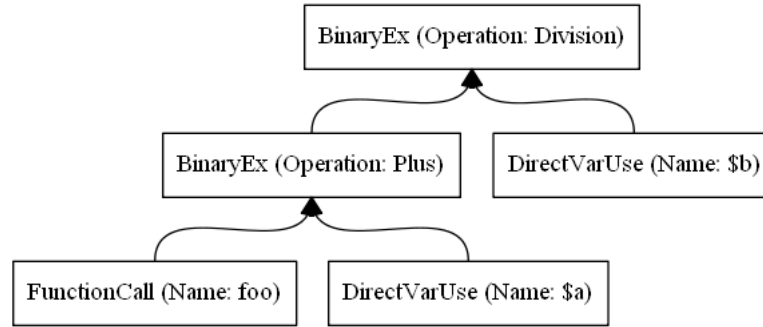 BinaryEx (Operation: Division)
BinaryEx (Operation: Plus)
DirectVarUse (Name: $b)
FunctionCall (Name: foo)
DirectVarUse (Name: $a)